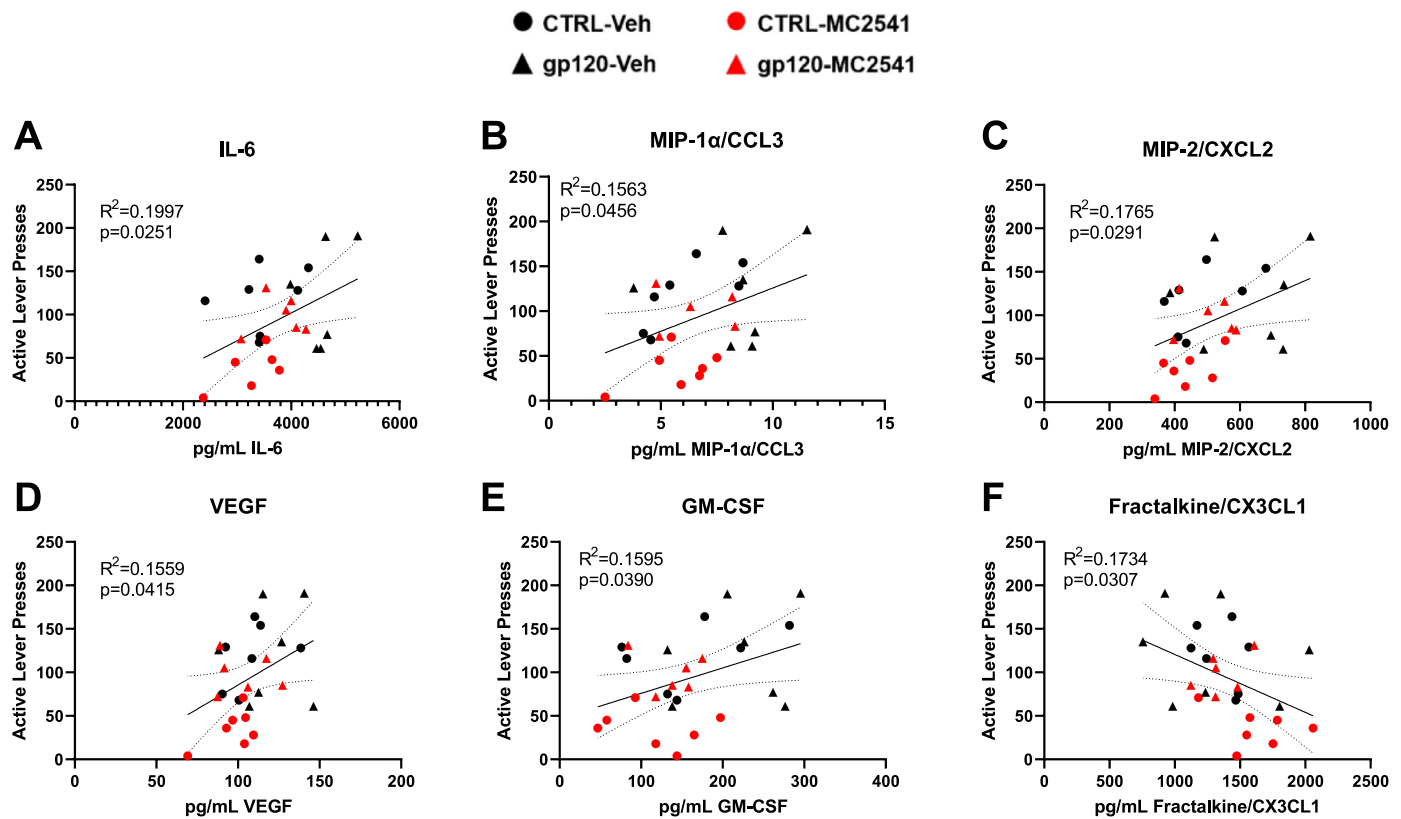 CTRL-Veh
CTRL-MC2541
gp120-Veh
gp120-MC2541
A
IL-6
R²=0.1997
p=0.0251
Active Lever Presses
250
200
150
100
50
0
0
2000
4000
6000
pg/mL IL-6
B
MIP-1α/CCL3
R²=0.1563
p=0.0456
Active Lever Presses
250
200
150
100
50
0
0
5
10
15
pg/mL MIP-1α/CCL3
C
MIP-2/CXCL2
R²=0.1765
p=0.0291
Active Lever Presses
250
200
150
100
50
0
0
200
400
600
800
1000
pg/mL MIP-2/CXCL2
D
VEGF
R²=0.1559
p=0.0415
Active Lever Presses
250
200
150
100
50
0
0
50
100
150
200
pg/mL VEGF
E
GM-CSF
R²=0.1595
p=0.0390
Active Lever Presses
250
200
150
100
50
0
0
100
200
300
400
pg/mL GM-CSF
F
Fractalkine/CX3CL1
R²=0.1734
p=0.0307
Active Lever Presses
250
200
150
100
50
0
0
500
1000
1500
2000
2500
pg/mL Fractalkine/CX3CL1